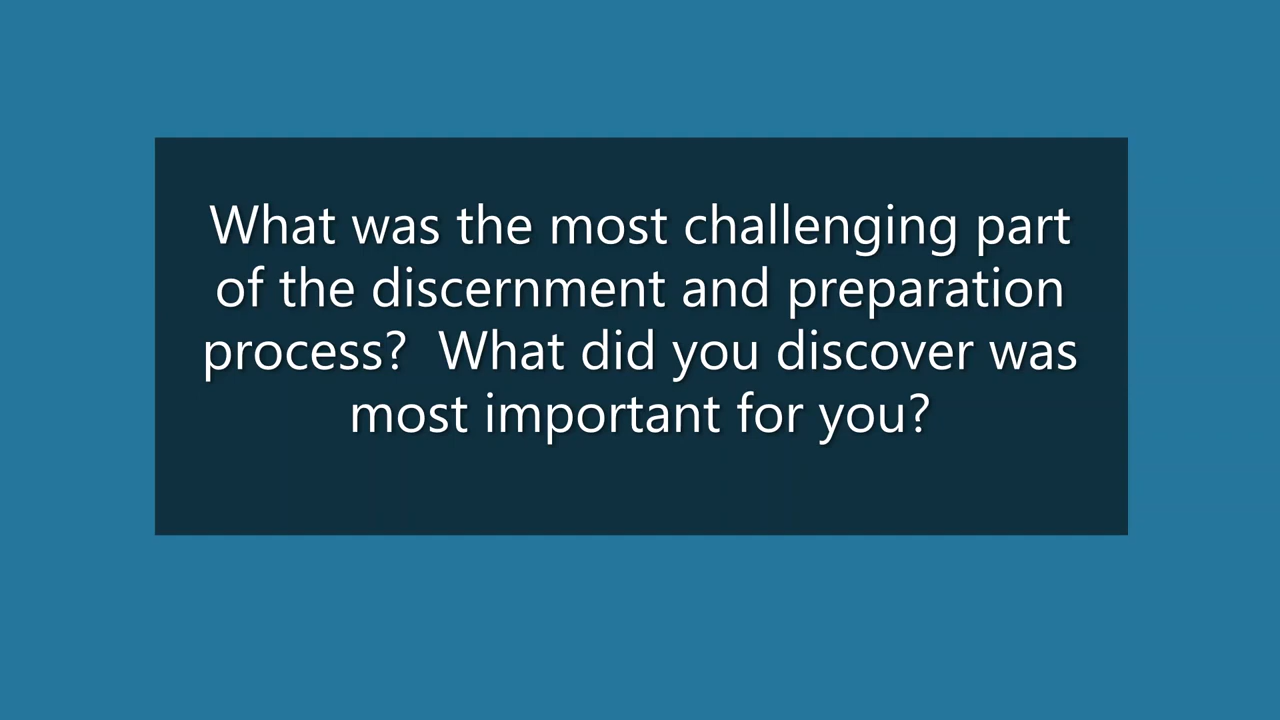 What was the most challenging part
of the discernment and preparation
process?  What did you discover was
most important for you?